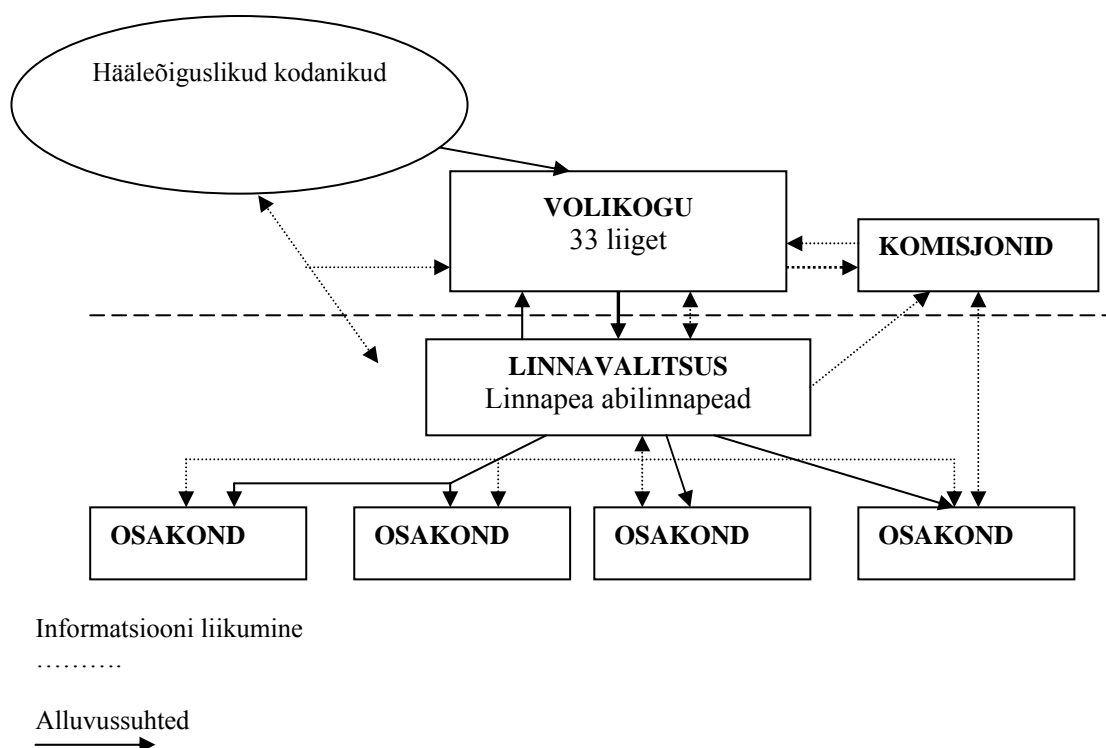 Hääleõiguslikud kodanikud
VOLIKOGU
33 liiget
KOMISJONID
LINNAVALITSUS
Linnapea abilinnapead
OSAKOND
OSAKOND
OSAKOND
OSAKOND
Informatsiooni liikumine
……….
Alluvussuhted